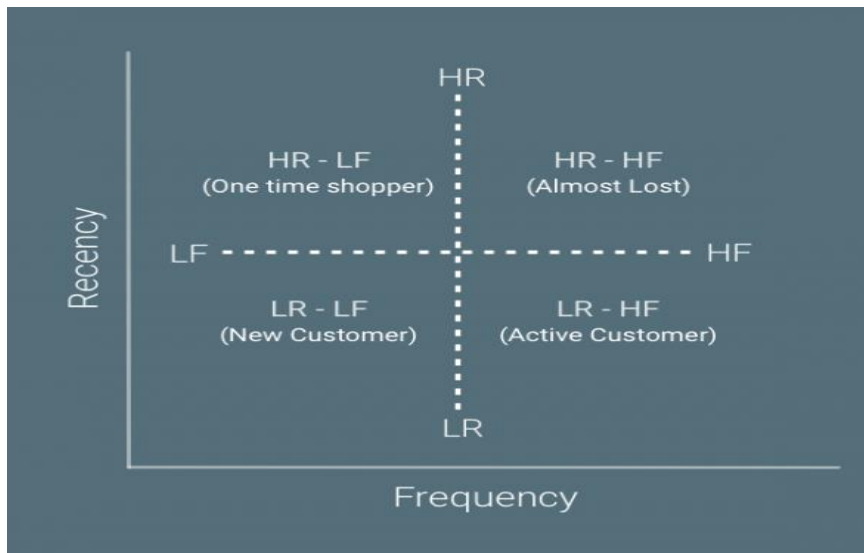 HR
HR - LF
(One time shopper)
HR - HF
(Almost Lost)
LF
HF
Recency
LR - LF
(New Customer)
LR - HF
(Active Customer)
LR
Frequency